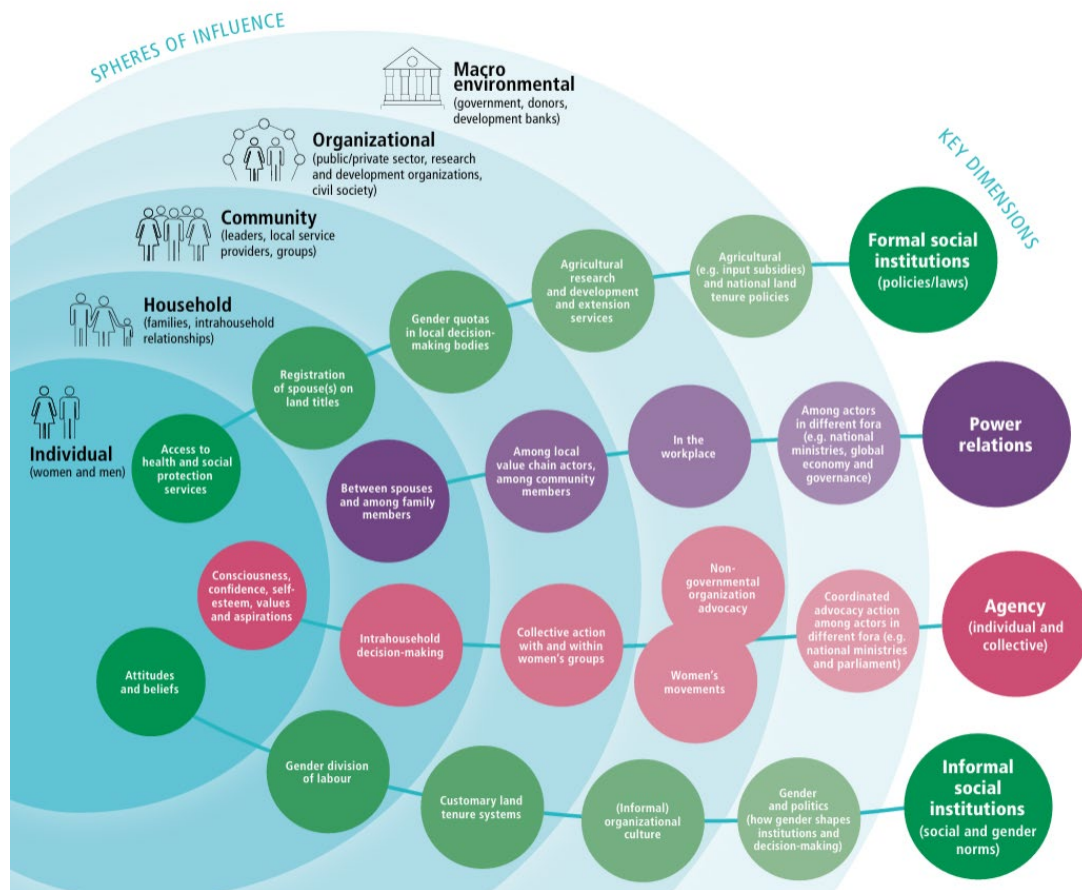 SPHERES OF INFLUENCE
Macro
environmental
(government, donors,
development banks)
Organizational
(public/private sector, research
and development organizations,
civil society)
Community
(leaders, local service
providers, groups)
Household
(families, intrahousehold
relationships)
Individual
(women and men)
KEY DIMENSIONS
Access to
health and social
protection
services
Registration
of spouse(s) on
land titles
Gender quotas
in local decision-
making bodies
Agricultural
research
and development
and extension
services
Agricultural
(e.g. input subsidies)
and national land
tenure policies
Formal social
institutions
(policies/laws)
Between spouses
and among family
members
Among local
value chain actors,
among community
members
In the
workplace
Among actors
in different fora
(e.g. national
ministries, global
economy and
governance)
Power
relations
Consciousness,
confidence, self-
esteem, values
and aspirations
Intrahousehold
decision-making
Collective action
with and within
women's groups
Non-
governmental
organization
advocacy
Women's
movements
Coordinated
advocacy action
among actors in
different fora (e.g.
national ministries
and parliament)
Agency
(individual and
collective)
Attitudes
and beliefs
Gender division
of labour
Customary land
tenure systems
(Informal)
organizational
culture
Gender
and politics
(how gender shapes
institutions and
decision-making)
Informal
social
institutions
(social and gender
norms)